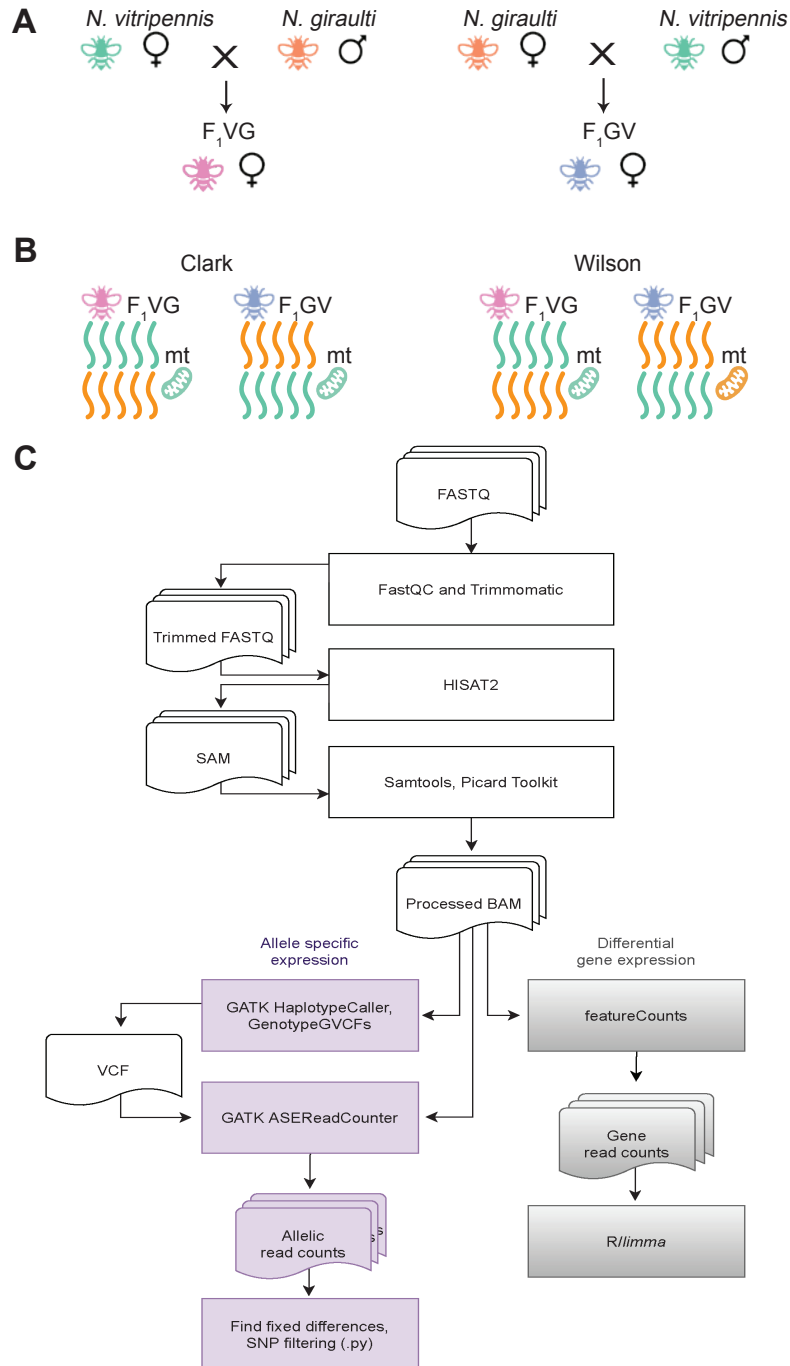 A
N. vitripennis
N. giraulti
N. giraulti
N. vitripennis
♀ X ♂
♀ X ♂
F₁VG
F₁GV
♀
♀
B
Clark
Wilson
F₁VG
F₁GV
F₁VG
F₁GV
mt
mt
mt
mt
C
FASTQ
FastQC and Trimmomatic
Trimmed FASTQ
HISAT2
SAM
Samtools, Picard Toolkit
Processed BAM
Allele specific
expression
Differential
gene expression
GATK HaplotypeCaller,
GenotypeGVCFs
featureCounts
VCF
GATK ASEReadCounter
Gene
read counts
Allelic
read counts
s
s
R/limma
Find fixed differences,
SNP filtering (.py)